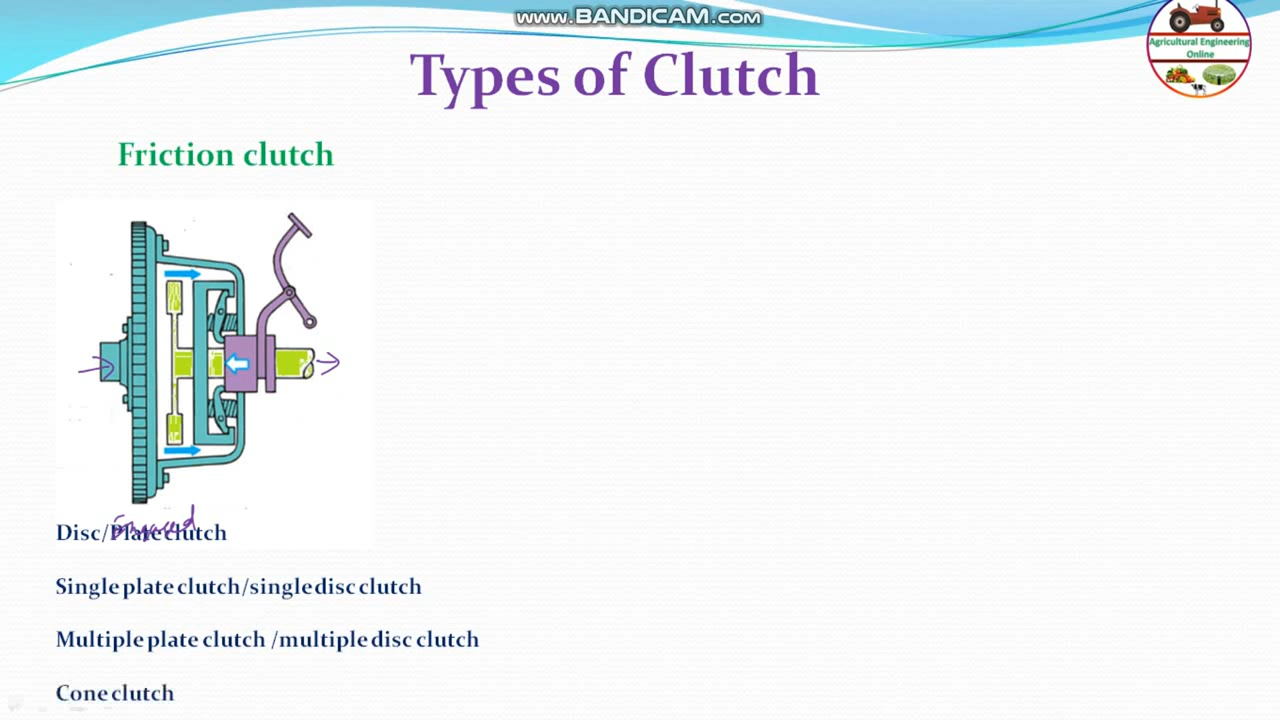 www.BANDICAM.com
Agricultural Engineering
Online
Types of Clutch
Friction clutch
Disc/Plate clutch
Single plate clutch/single disc clutch
Multiple plate clutch /multiple disc clutch
Cone clutch